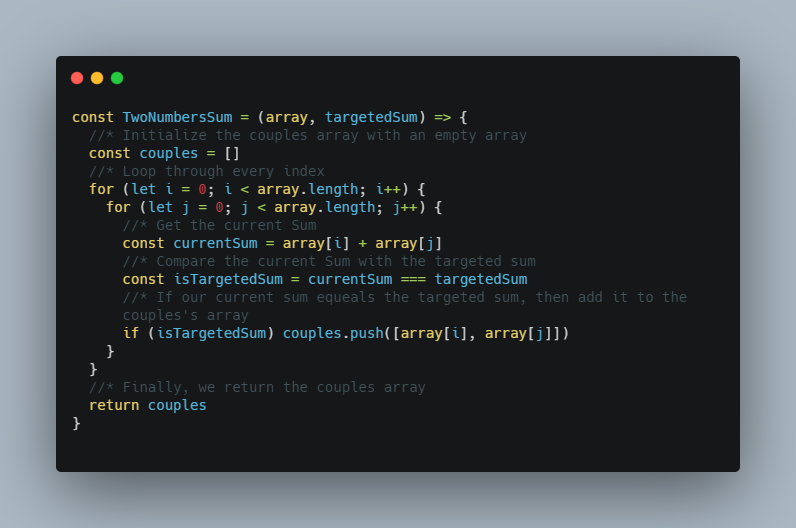 const TwoNumbersSum = (array, targetedSum) => {
  //* Initialize the couples array with an empty array
  const couples = []
  //* Loop through every index
  for (let i = 0; i < array.length; i++) {
    for (let j = 0; j < array.length; j++) {
      //* Get the current Sum
      const currentSum = array[i] + array[j]
      //* Compare the current Sum with the targeted sum
      const isTargetedSum = currentSum === targetedSum
      //* If our current sum equeals the targeted sum, then add it to the
      couples's array
      if (isTargetedSum) couples.push([array[i], array[j]])
    }
  }
  //* Finally, we return the couples array
  return couples
}